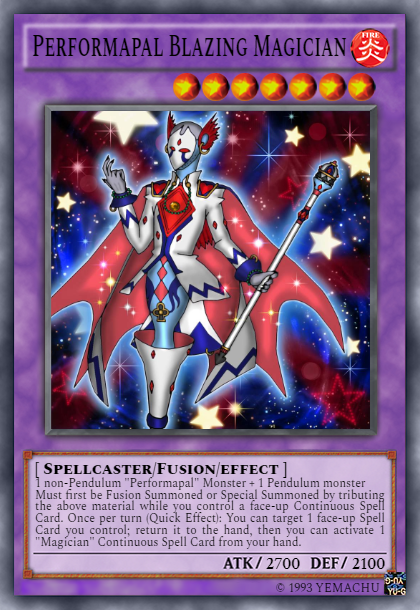 PERFORMAPAL BLAZING MAGICIAN
FIRE
炎
[ SPELLCASTER/FUSION/EFFECT ]
1 non-Pendulum "Performapal" Monster + 1 Pendulum monster
Must first be Fusion Summoned or Special Summoned by tributing
the above material while you control a face-up Continuous Spell
Card. Once per turn (Quick Effect): You can target 1 face-up Spell
Card you control; return it to the hand, then you can activate 1
"Magician" Continuous Spell Card from your hand.
ATK / 2700 DEF / 2100
© 1993 YEMACHU
YU-G
YU-G